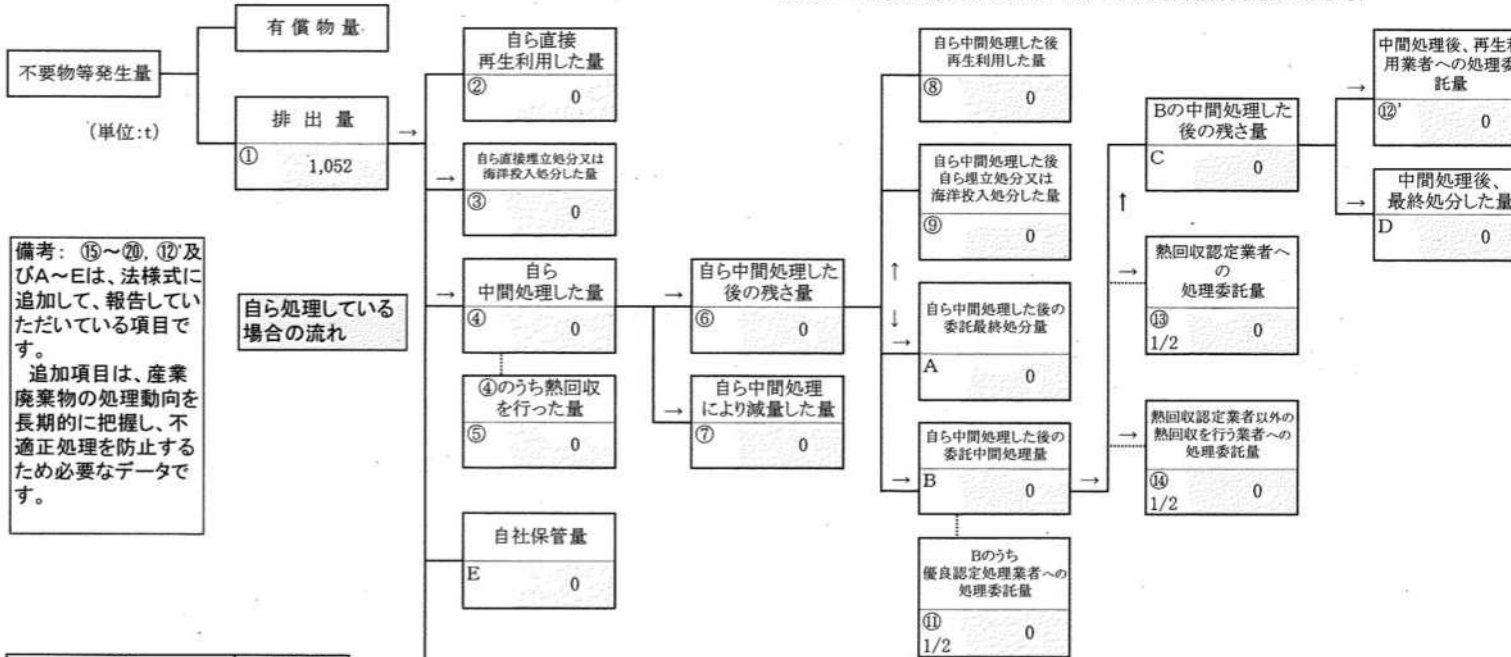 不要物等発生量
(単位:t)
有償物量
排出量
①
1,052
→
備考: ⑮～⑳, ⑫'及
びA～Eは、法様式に
追加して、報告してい
ただいている項目で
す。
追加項目は、産業
廃棄物の処理動向を
長期的に把握し、不
適正処理を防止する
ため必要なデータで
す。
自ら処理している
場合の流れ
自ら直接
再生利用した量
②
0
→
自ら直接埋立処分又は
海洋投入処分した量
③
0
→
自ら
中間処理した量
④
0
④のうち熱回収
を行った量
⑤
0
自社保管量
E
0
→
自ら中間処理した
後の残さ量
⑥
0
→
自ら中間処理
により減量した量
⑦
0
自ら中間処理した後
再生利用した量
⑧
0
自ら中間処理した後
自ら埋立処分又は
海洋投入処分した量
⑨
0
↑
↓
→
自ら中間処理した後の
委託最終処分量
A
0
→
自ら中間処理した後の
委託中間処理量
B
0
→
Bのうち
優良認定処理業者への
処理委託量
⑪
1/2
0
Bの中間処理した
後の残さ量
C
0
↑
→
熱回収認定業者へ
の
処理委託量
⑬
1/2
0
→
熱回収認定業者以外の
熱回収を行う業者への
処理委託量
⑭
1/2
0
→
中間処理後、再生利
用業者への処理委
託量
⑫'
0
→
中間処理後、
最終処分した量
D
0